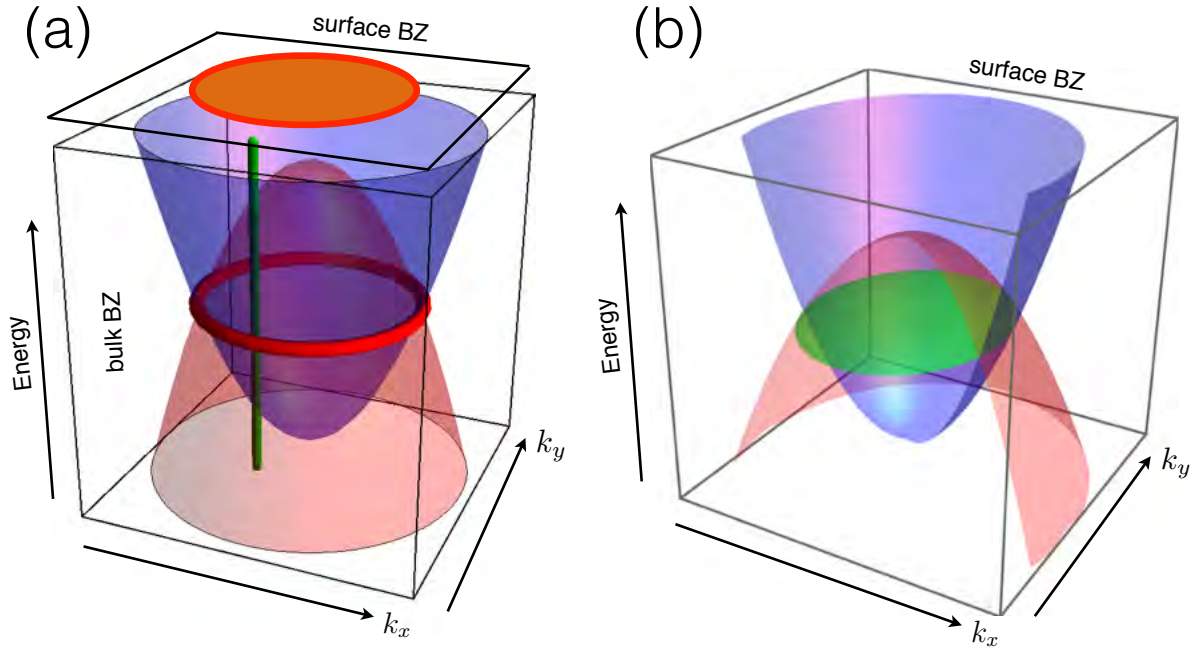 (a)
surface BZ
Energy
bulk BZ
k_y
k_x
(b)
surface BZ
Energy
k_y
k_x